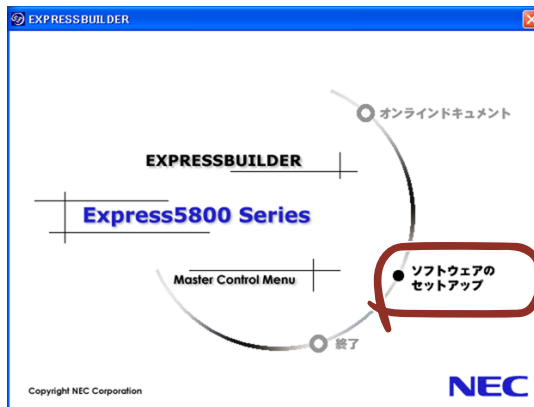 EXPRESSBUILDER
オンラインドキュメント
EXPRESSBUILDER
Express5800 Series
ソフトウェアの
セットアップ
Master Control Menu
終了
Copyright NEC Corporation
NEC